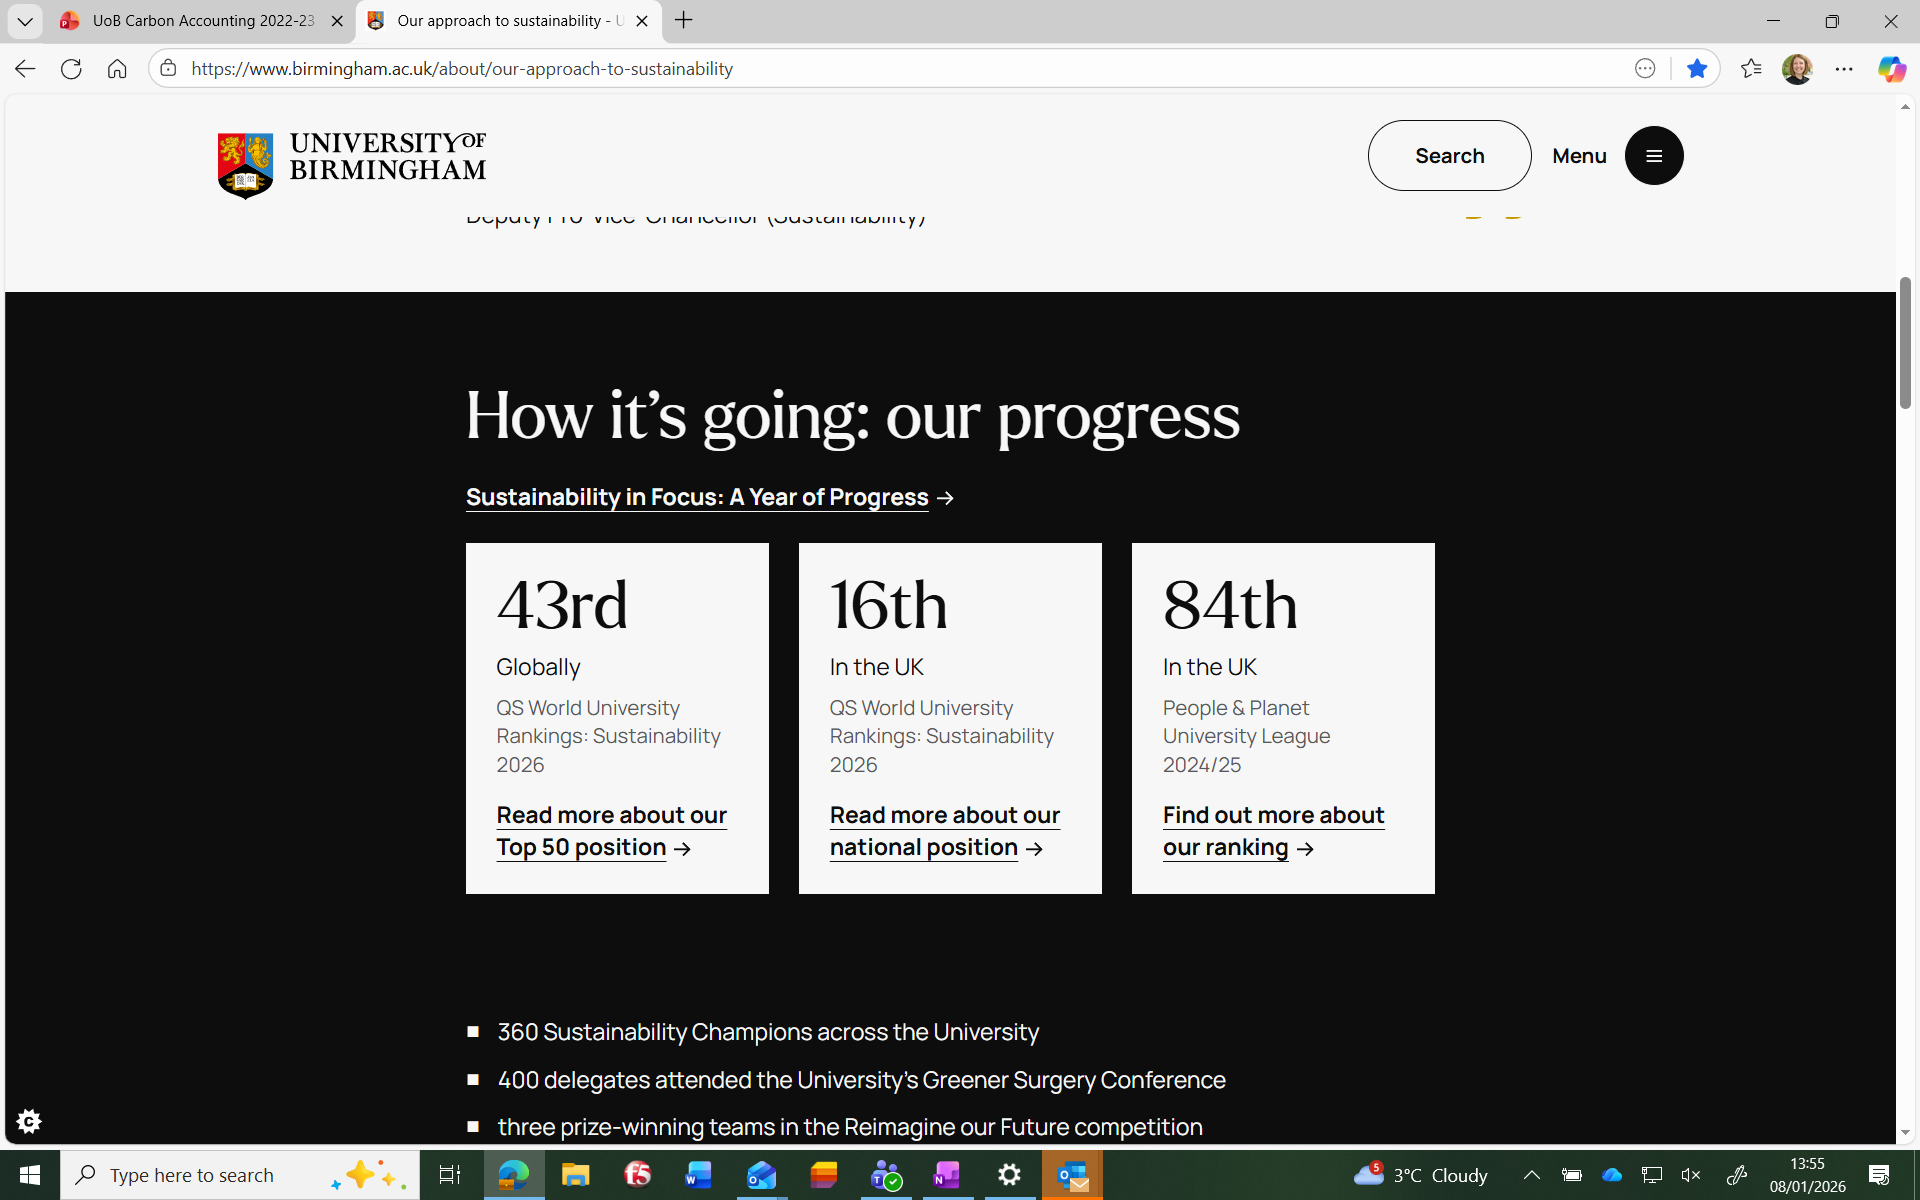 UoB Carbon Accounting 2022-23
Our approach to sustainability - U
https://www.birmingham.ac.uk/about/our-approach-to-sustainability
UNIVERSITY OF
BIRMINGHAM
Search
Menu
Deputy Pro-Vice-Chancellor (Sustainability)
How it's going: our progress
Sustainability in Focus: A Year of Progress →
43rd
Globally
QS World University
Rankings: Sustainability
2026
Read more about our
Top 50 position →
16th
In the UK
QS World University
Rankings: Sustainability
2026
Read more about our
national position →
84th
In the UK
People & Planet
University League
2024/25
Find out more about
our ranking →
■ 360 Sustainability Champions across the University
■ 400 delegates attended the University's Greener Surgery Conference
■ three prize-winning teams in the Reimagine our Future competition
Type here to search
5
3°C Cloudy
13:55
08/01/2026